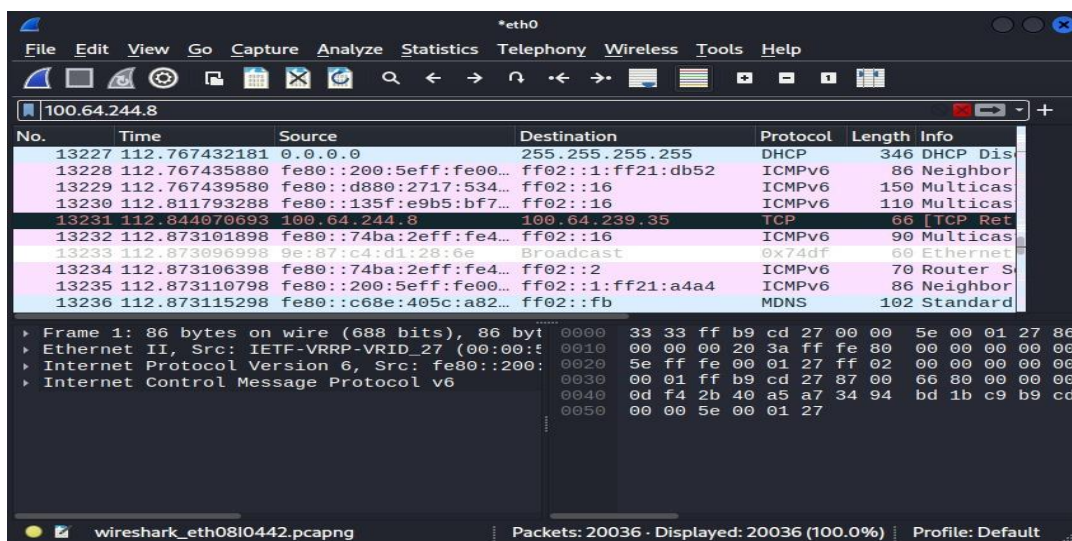 *eth0
File Edit View Go Capture Analyze Statistics Telephony Wireless Tools Help
100.64.244.8
No. Time Source Destination Protocol Length Info
13227 112.767432181 0.0.0.0 255.255.255.255 DHCP 346 DHCP Dis
13228 112.767435880 fe80::200:5eff:fe00… ff02::1:ff21:db52 ICMPv6 86 Neighbor
13229 112.767439580 fe80::d880:2717:534… ff02::16 ICMPv6 150 Multicas
13230 112.811793288 fe80::135f:e9b5:bf7… ff02::16 ICMPv6 110 Multicas
13231 112.844070693 100.64.244.8 100.64.239.35 TCP 66 [TCP Ret
13232 112.873101898 fe80::74ba:2eff:fe4… ff02::16 ICMPv6 90 Multicas
13233 112.873096998 9e:87:c4:d1:28:6e Broadcast 0x74df 60 Ethernet
13234 112.873106398 fe80::74ba:2eff:fe4… ff02::2 ICMPv6 70 Router S
13235 112.873110798 fe80::200:5eff:fe00… ff02::1:ff21:a4a4 ICMPv6 86 Neighbor
13236 112.873115298 fe80::c68e:405c:a82… ff02::fb MDNS 102 Standard
Frame 1: 86 bytes on wire (688 bits), 86 byt
Ethernet II, Src: IETF-VRRP-VRID_27 (00:00:5
Internet Protocol Version 6, Src: fe80::200:
Internet Control Message Protocol v6
0000 33 33 ff b9 cd 27 00 00 5e 00 01 27 86
0010 00 00 00 20 3a ff fe 80 00 00 00 00 00
0020 5e ff fe 00 01 27 ff 02 00 00 00 00 00
0030 00 01 ff b9 cd 27 87 00 66 80 00 00 00
0040 0d f4 2b 40 a5 a7 34 94 bd 1b c9 b9 cd
0050 00 00 5e 00 01 27
wireshark_eth08I0442.pcapng Packets: 20036 · Displayed: 20036 (100.0%) Profile: Default